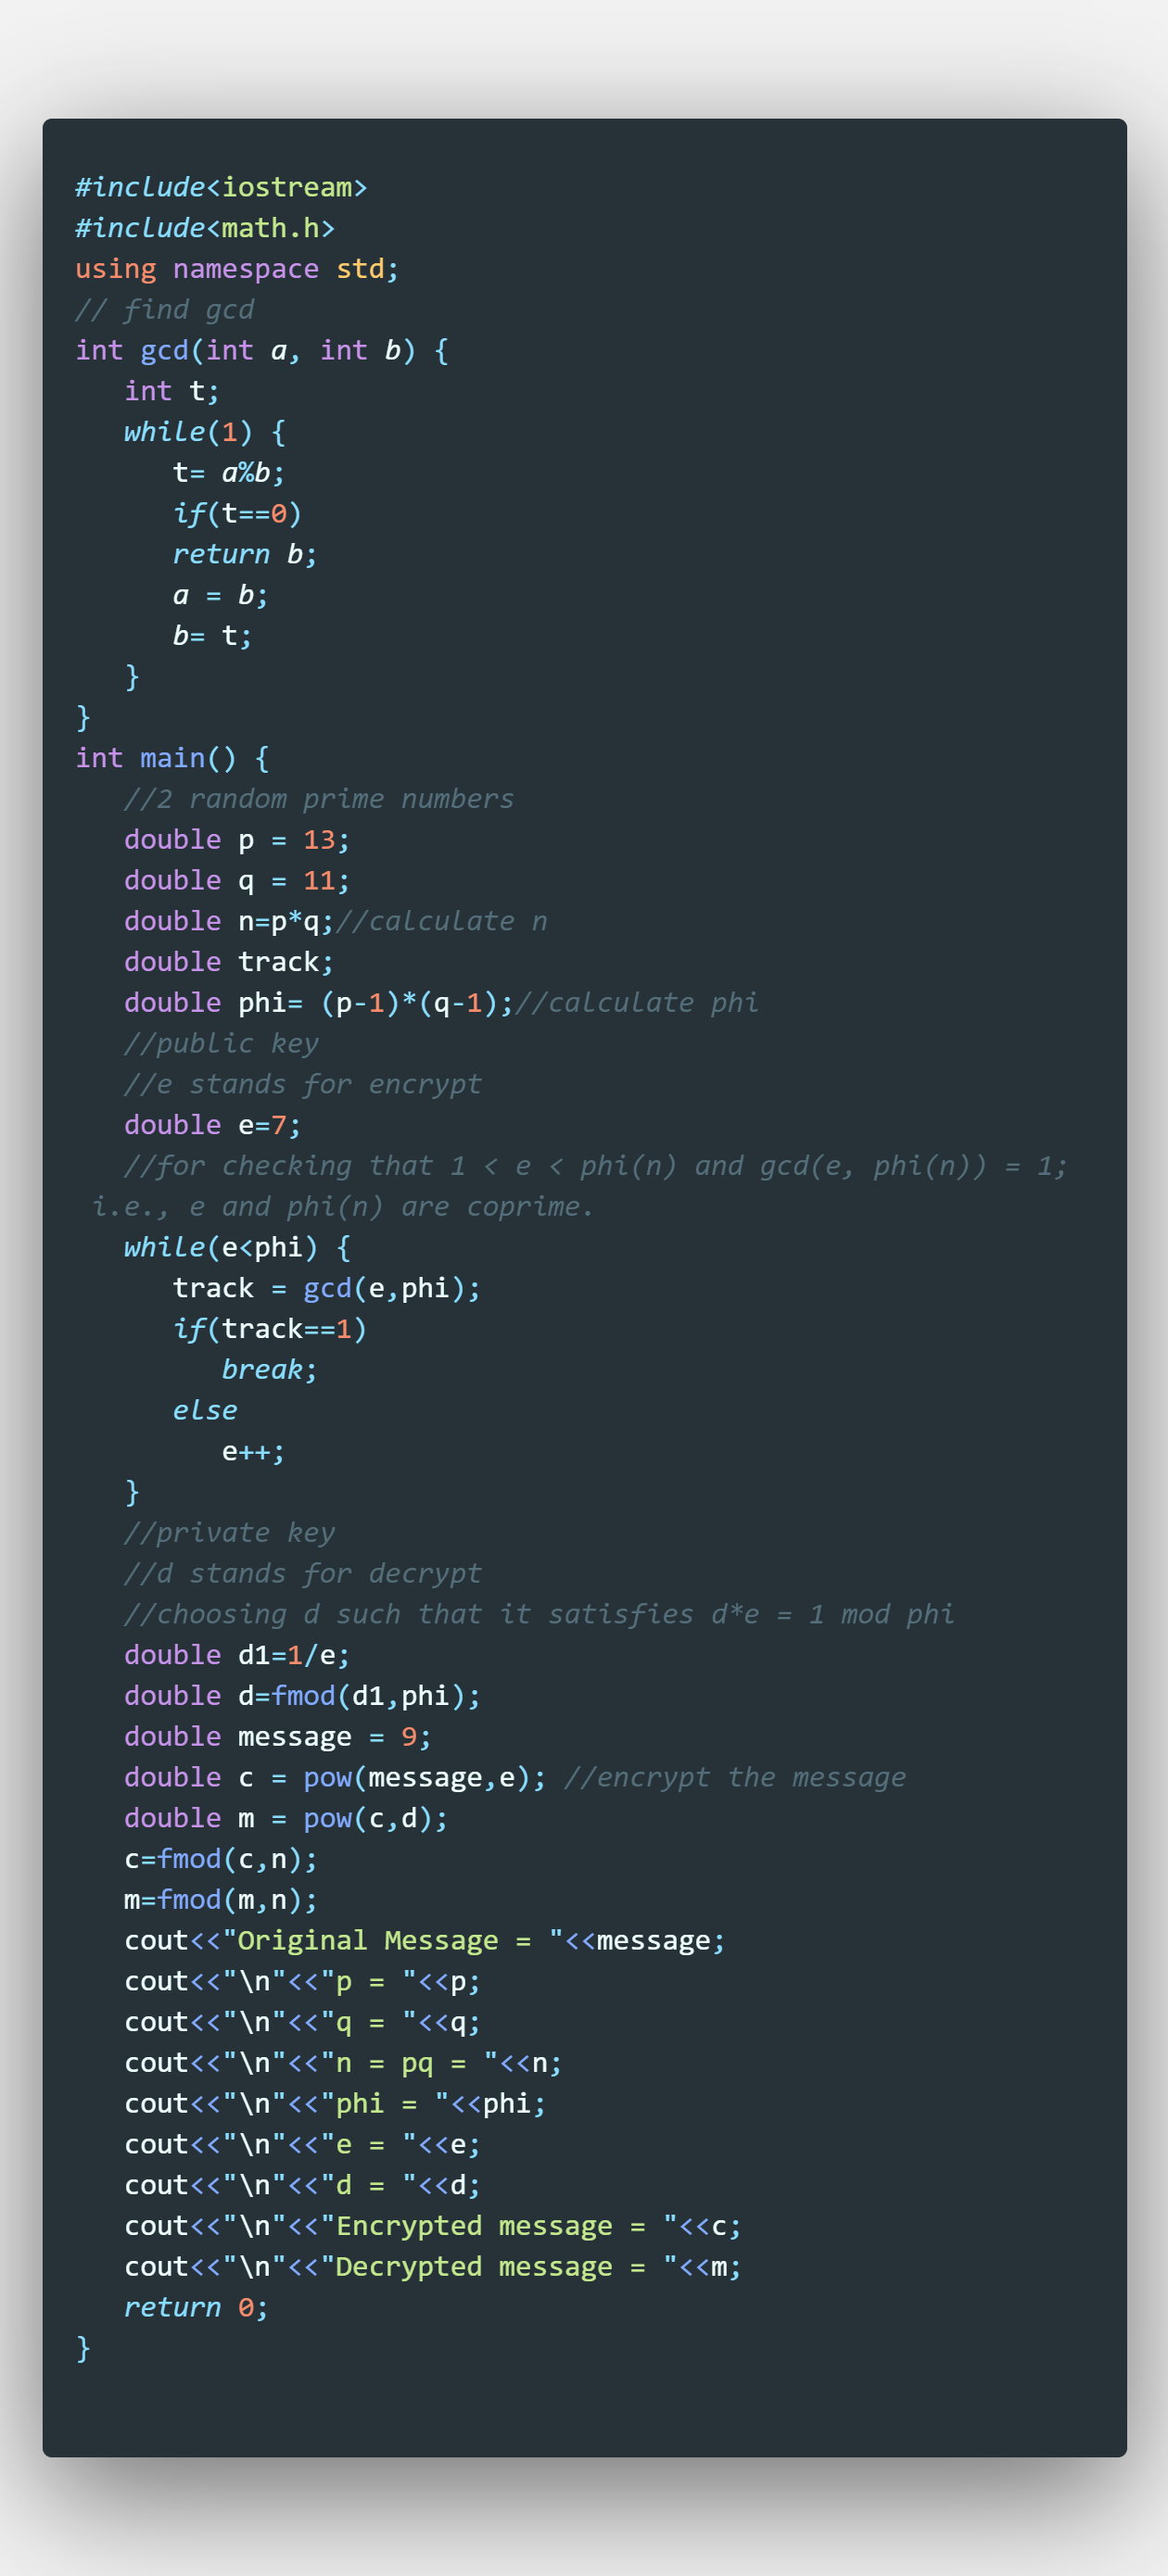 #include<iostream>
#include<math.h>
using namespace std;
// find gcd
int gcd(int a, int b) {
   int t;
   while(1) {
      t= a%b;
      if(t==0)
      return b;
      a = b;
      b= t;
   }
}
int main() {
   //2 random prime numbers
   double p = 13;
   double q = 11;
   double n=p*q;//calculate n
   double track;
   double phi= (p-1)*(q-1);//calculate phi
   //public key
   //e stands for encrypt
   double e=7;
   //for checking that 1 < e < phi(n) and gcd(e, phi(n)) = 1;
 i.e., e and phi(n) are coprime.
   while(e<phi) {
      track = gcd(e,phi);
      if(track==1)
         break;
      else
         e++;
   }
   //private key
   //d stands for decrypt
   //choosing d such that it satisfies d*e = 1 mod phi
   double d1=1/e;
   double d=fmod(d1,phi);
   double message = 9;
   double c = pow(message,e); //encrypt the message
   double m = pow(c,d);
   c=fmod(c,n);
   m=fmod(m,n);
   cout<<"Original Message = "<<message;
   cout<<"\n"<<"p = "<<p;
   cout<<"\n"<<"q = "<<q;
   cout<<"\n"<<"n = pq = "<<n;
   cout<<"\n"<<"phi = "<<phi;
   cout<<"\n"<<"e = "<<e;
   cout<<"\n"<<"d = "<<d;
   cout<<"\n"<<"Encrypted message = "<<c;
   cout<<"\n"<<"Decrypted message = "<<m;
   return 0;
}